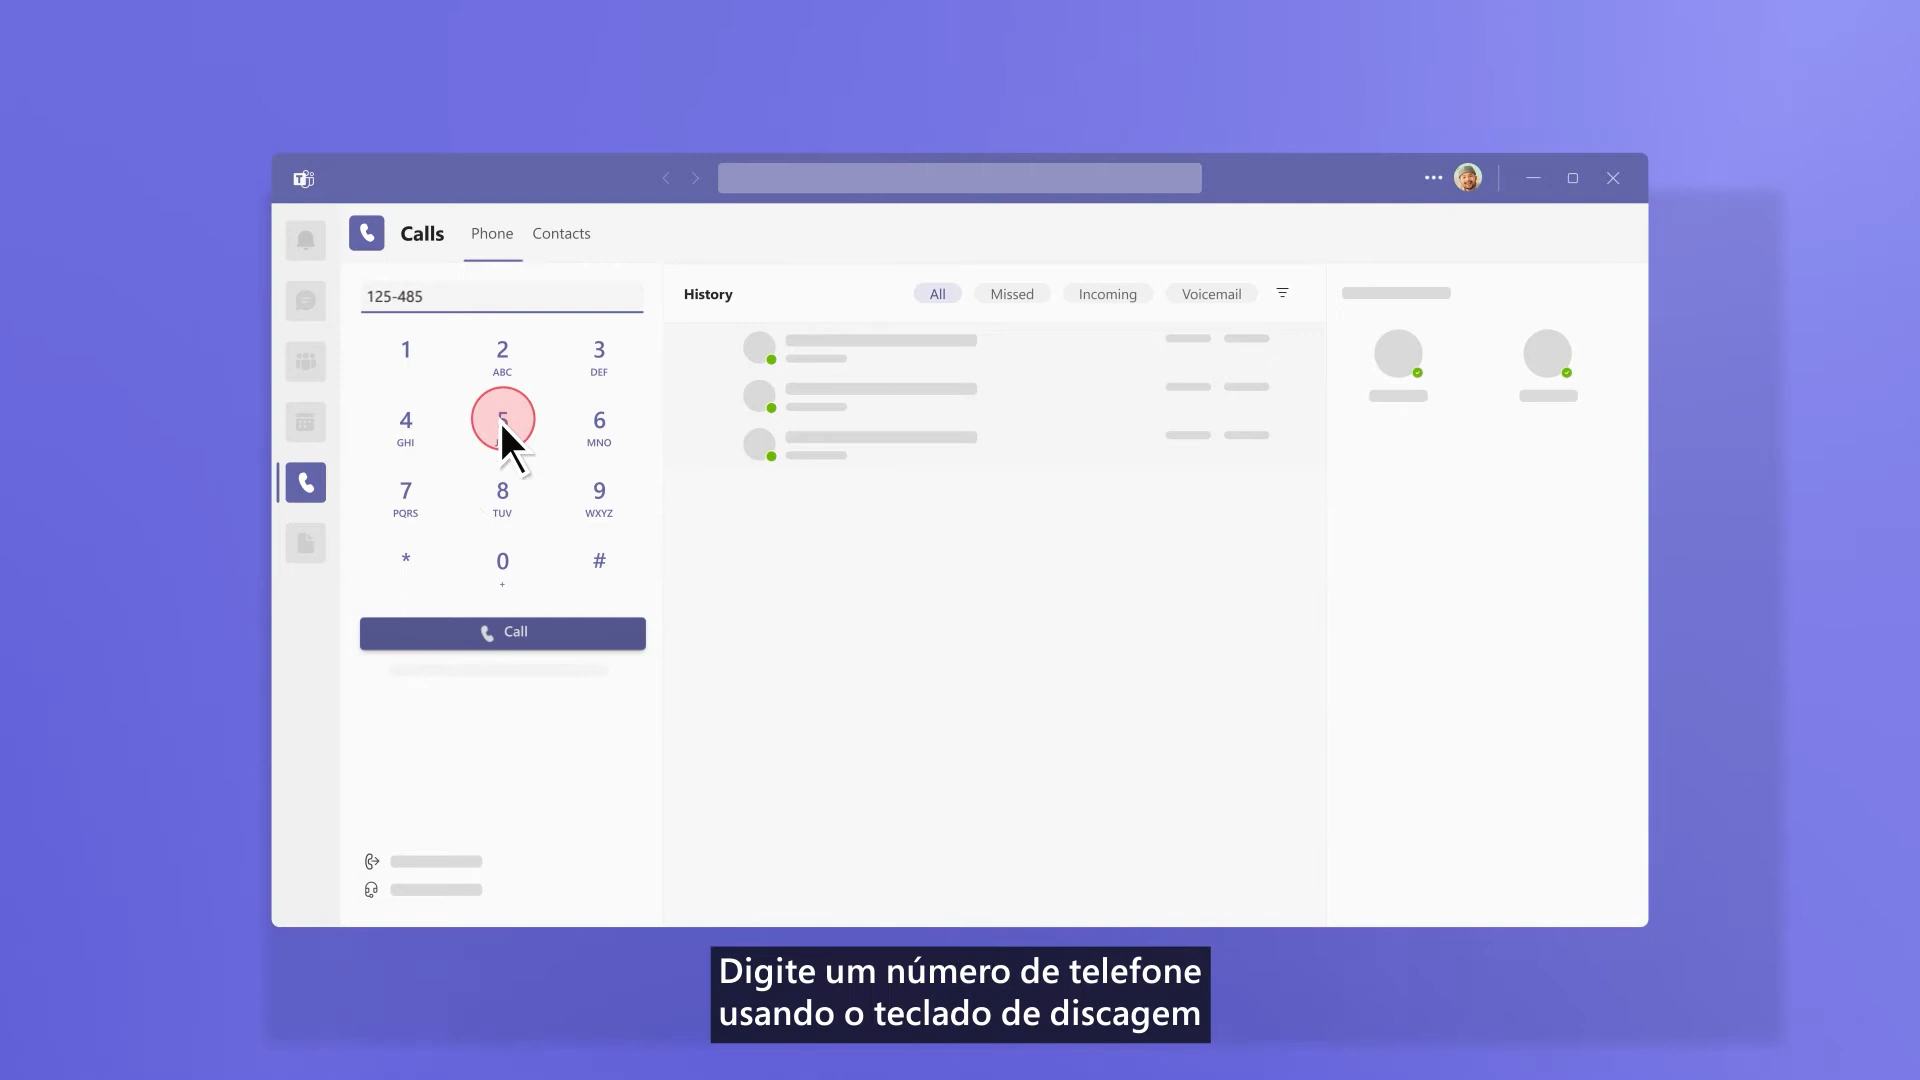 Calls
Phone
Contacts
125-485
History
All
Missed
Incoming
Voicemail
1
2
3
ABC
DEF
4
5
6
GHI
MNO
7
8
9
PQRS
TUV
WXYZ
*
0
#
+
Call
Digite um número de telefone
usando o teclado de discagem